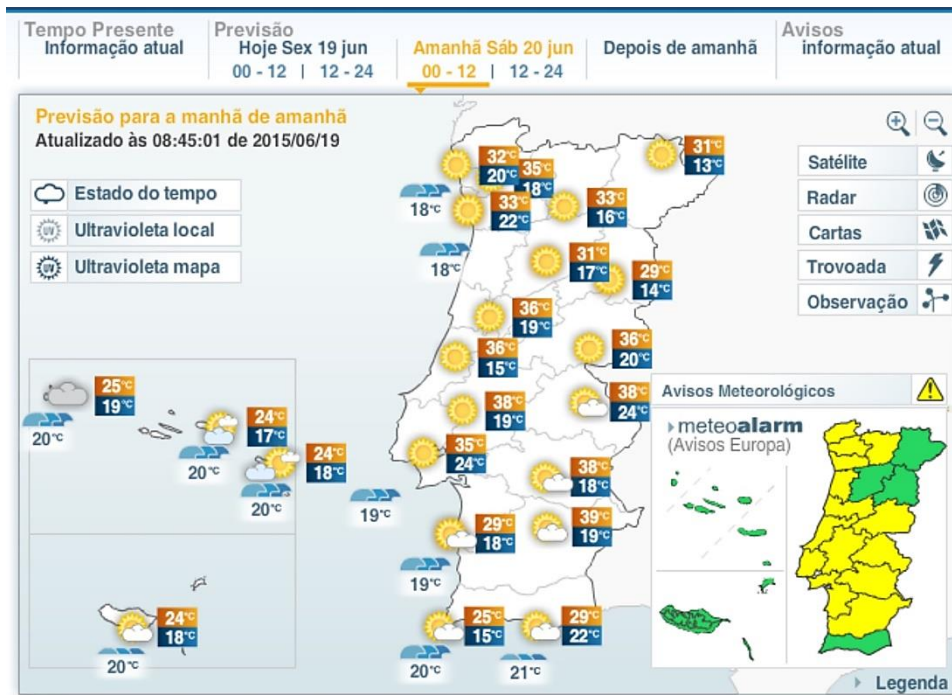 Tempo Presente
Informação atual
Previsão
Hoje Sex 19 jun
00 - 12 | 12 - 24
Amanhã Sáb 20 jun
00 - 12 | 12 - 24
Depois de amanhã
Avisos
informação atual
Previsão para a manhã de amanhã
Atualizado às 08:45:01 de 2015/06/19
Estado do tempo
UV Ultravioleta local
UV Ultravioleta mapa
Satélite
Radar
Cartas
Trovoada
Observação
31°C
13°C
32°C
20°C
35°C
18°C
18°C
33°C
22°C
33°C
16°C
18°C
31°C
17°C
29°C
14°C
36°C
19°C
36°C
15°C
36°C
20°C
38°C
24°C
38°C
19°C
35°C
24°C
38°C
18°C
19°C
29°C
18°C
39°C
19°C
19°C
25°C
15°C
29°C
22°C
20°C
21°C
25°C
19°C
20°C
24°C
17°C
20°C
24°C
18°C
20°C
24°C
18°C
20°C
Avisos Meteorológicos
meteoalarm
(Avisos Europa)
Legenda